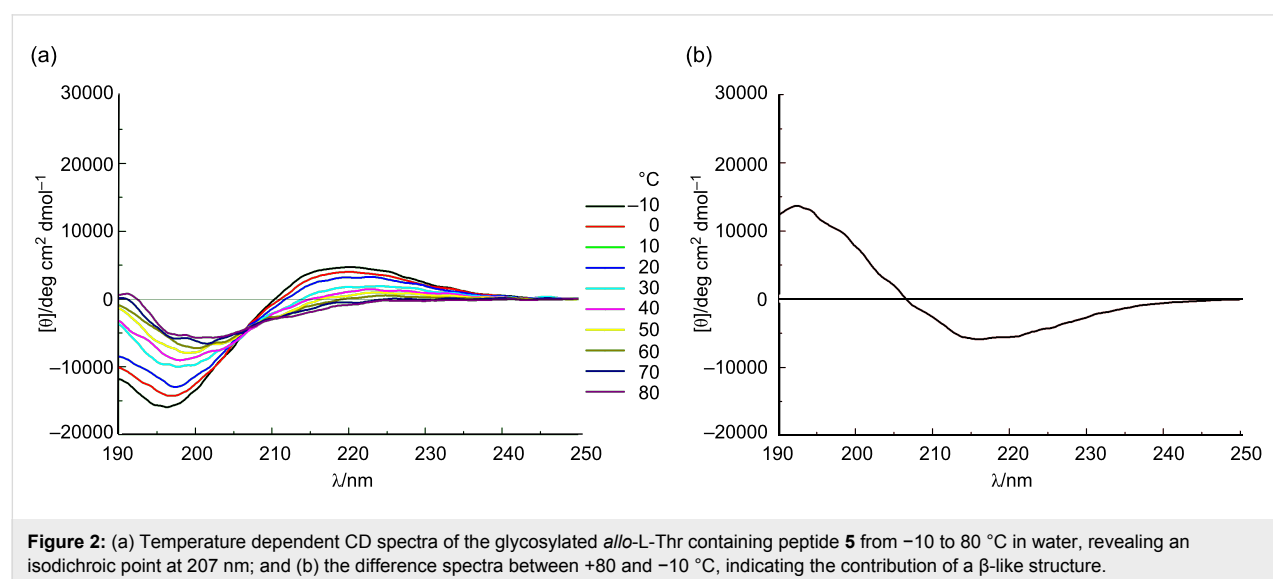 (a)
30000
20000
10000
0
–10000
–20000
[θ]/deg cm² dmol⁻¹
190 200 210 220 230 240 250
λ/nm
°C
–10
0
10
20
30
40
50
60
70
80
(b)
30000
20000
10000
0
–10000
–20000
[θ]/deg cm² dmol⁻¹
190 200 210 220 230 240 250
λ/nm
Figure 2: (a) Temperature dependent CD spectra of the glycosylated allo-L-Thr containing peptide 5 from −10 to 80 °C in water, revealing an
isodichroic point at 207 nm; and (b) the difference spectra between +80 and −10 °C, indicating the contribution of a β-like structure.